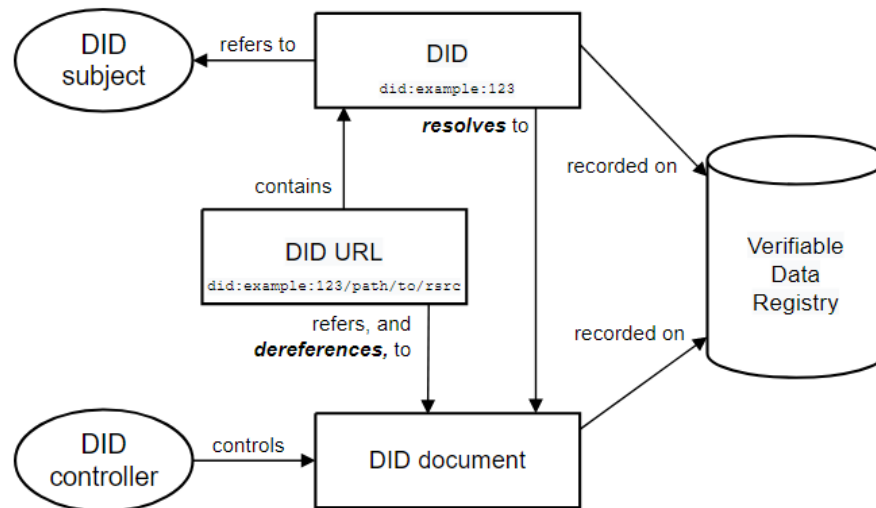 DID
subject
refers to
DID
did:example:123
resolves to
recorded on
contains
DID URL
did:example:123/path/to/rsrc
Verifiable
Data
Registry
refers, and
dereferences, to
recorded on
DID
controller
controls
DID document